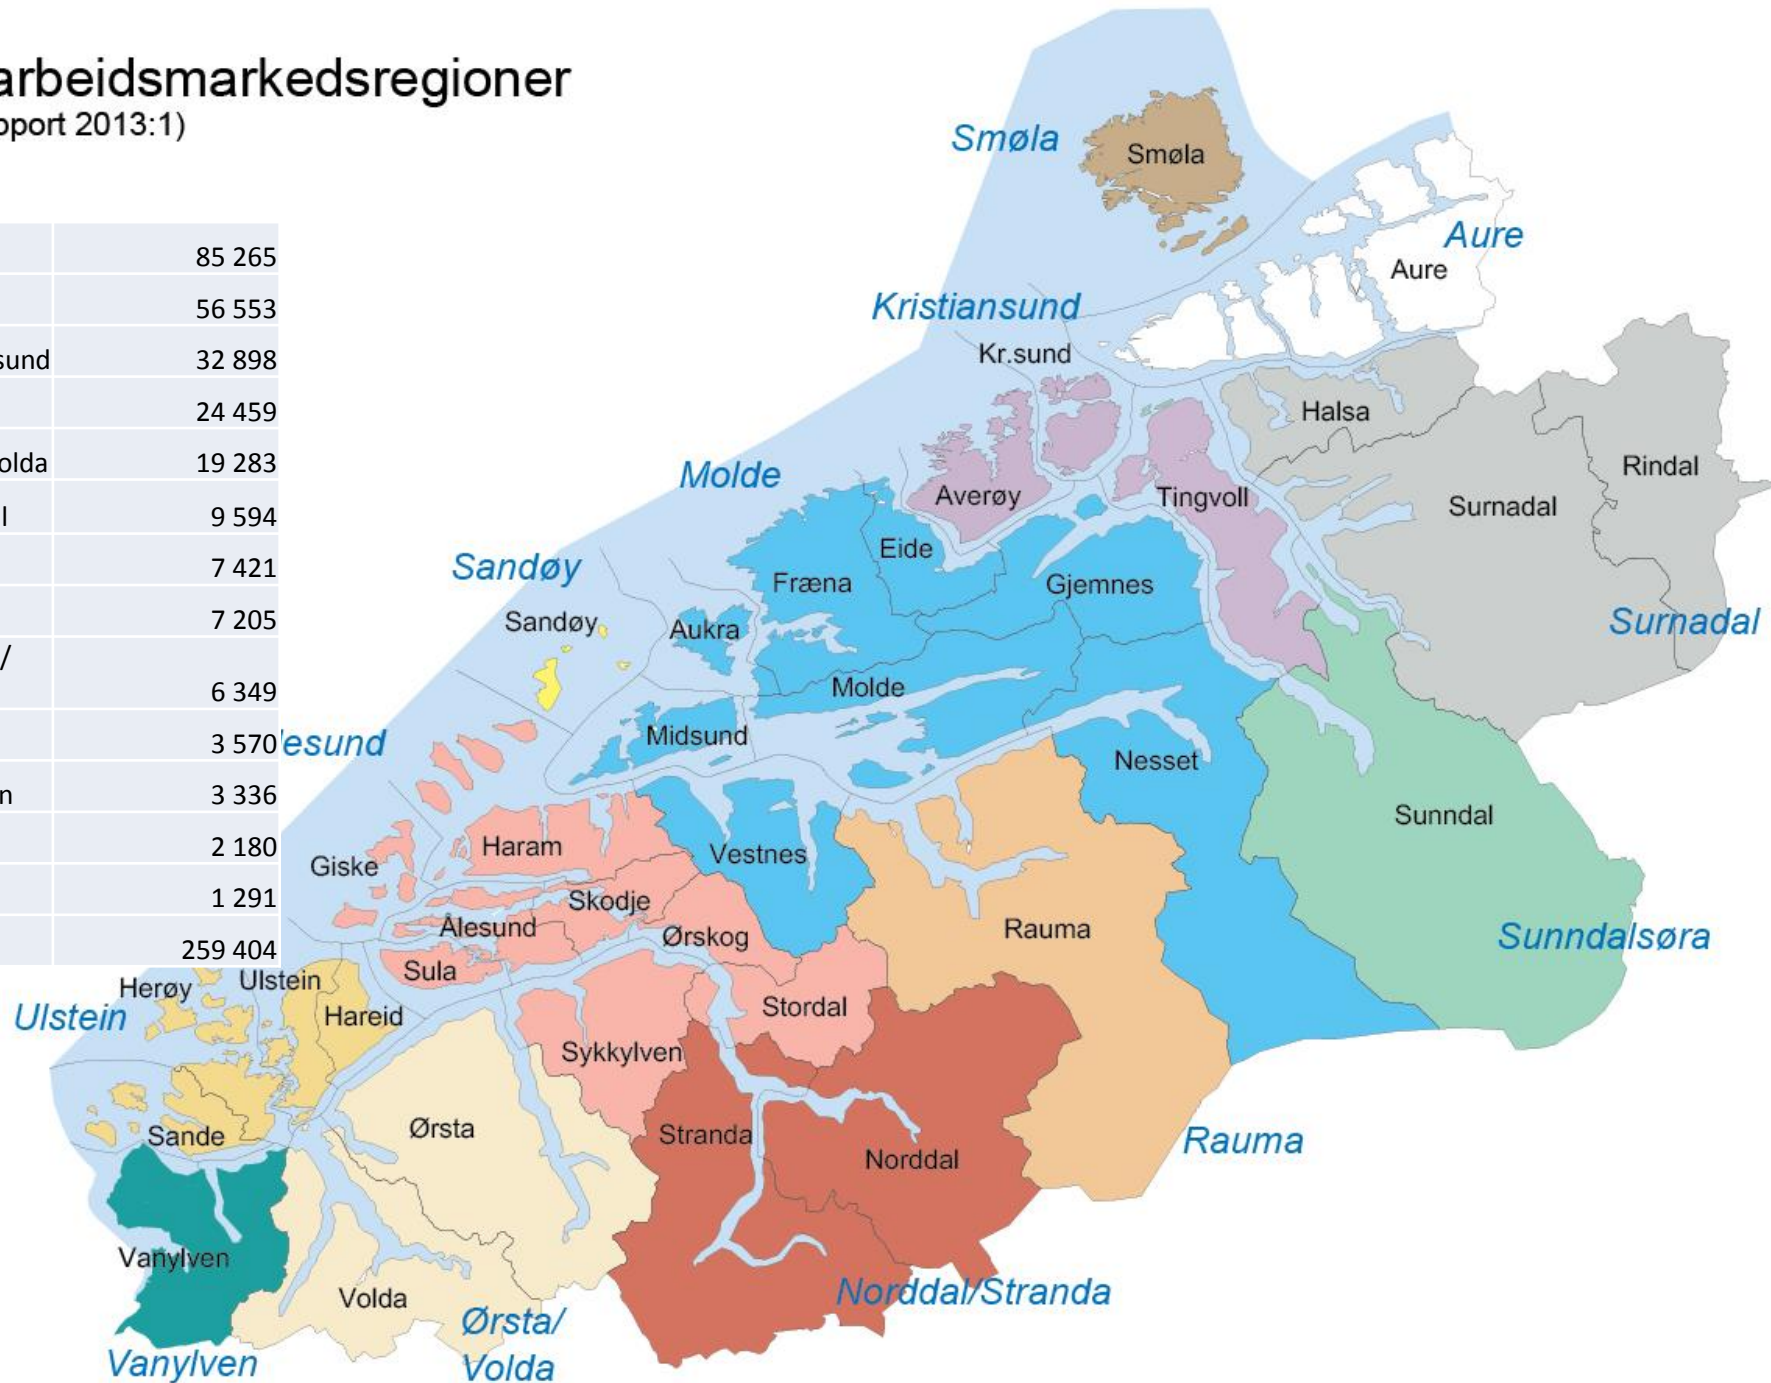 arbeidsmarkedsregioner
pport 2013:1)
85 265
56 553
sund 32 898
24 459
olda 19 283
l 9 594
7 421
7 205
/
6 349
3 570
n 3 336
2 180
1 291
259 404
Smøla
Smøla
Aure
Aure
Kristiansund
Kr.sund
Halsa
Rindal
Surnadal
Surnadal
Molde
Averøy
Tingvoll
Eide
Fræna
Gjemnes
Sandøy
Sandøy
Aukra
Molde
Midsund
Nesset
Sunndal
Sunndalsøra
lesund
Giske
Haram
Vestnes
Skodje
Ålesund
Ørskog
Sula
Rauma
Rauma
Stordal
Sykkylven
Herøy
Ulstein
Ulstein
Hareid
Sande
Ørsta
Stranda
Norddal
Norddal/Stranda
Vanylven
Vanylven
Volda
Ørsta/
Volda